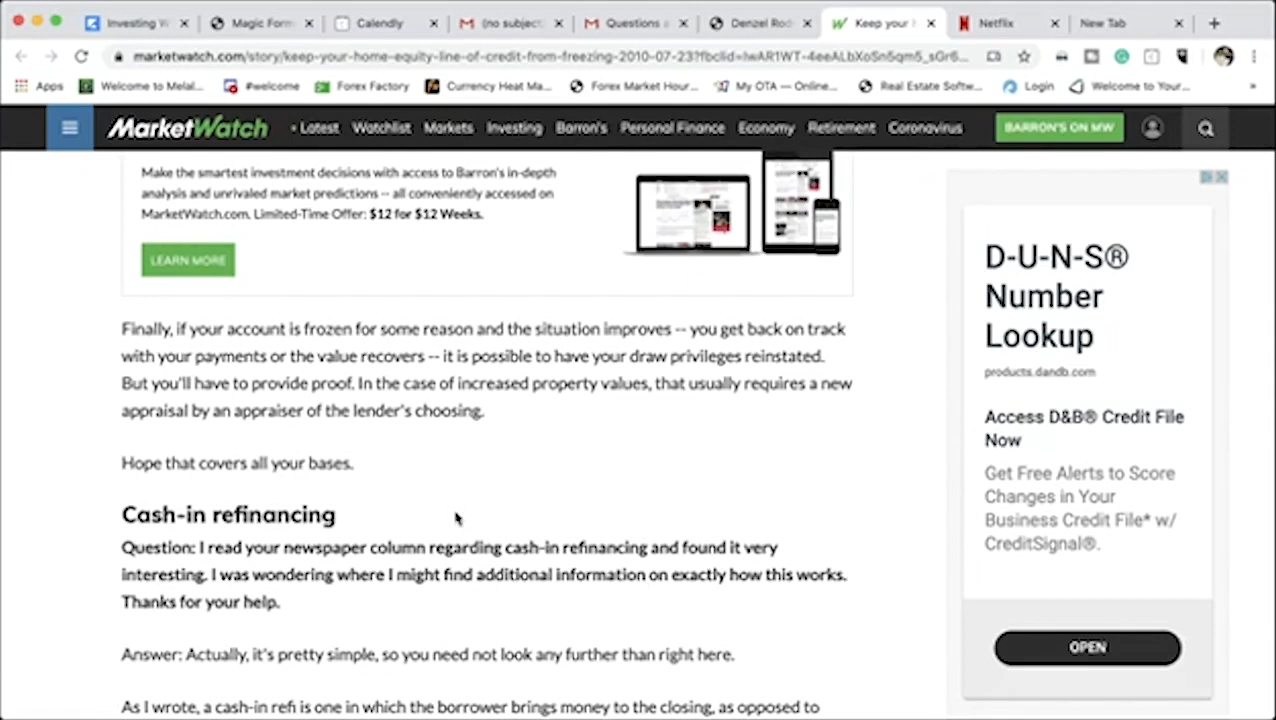 Investing W
Magic Form
Calendly
(no subject
Questions a
Denzel Rod
Keep your h
Netflix
New Tab
marketwatch.com/story/keep-your-home-equity-line-of-credit-from-freezing-2010-07-23?fbclid=IwAR1WT-4eeALbXoSn5qm5_sGr6...
Apps
Welcome to Melal...
#welcome
Forex Factory
Currency Heat Ma...
Forex Market Hour...
My OTA — Online...
Real Estate Softw...
Login
Welcome to Your...
»
MarketWatch
Latest
Watchlist
Markets
Investing
Barron's
Personal Finance
Economy
Retirement
Coronavirus
BARRON'S ON MW
Make the smartest investment decisions with access to Barron's in-depth
analysis and unrivaled market predictions -- all conveniently accessed on
MarketWatch.com. Limited-Time Offer: $12 for $12 Weeks.
LEARN MORE
Finally, if your account is frozen for some reason and the situation improves -- you get back on track
with your payments or the value recovers -- it is possible to have your draw privileges reinstated.
But you'll have to provide proof. In the case of increased property values, that usually requires a new
appraisal by an appraiser of the lender's choosing.
Hope that covers all your bases.
Cash-in refinancing
Question: I read your newspaper column regarding cash-in refinancing and found it very
interesting. I was wondering where I might find additional information on exactly how this works.
Thanks for your help.
Answer: Actually, it's pretty simple, so you need not look any further than right here.
As I wrote, a cash-in refi is one in which the borrower brings money to the closing, as opposed to
D-U-N-S®
Number
Lookup
products.dandb.com
Access D&B® Credit File
Now
Get Free Alerts to Score
Changes in Your
Business Credit File* w/
CreditSignal®.
OPEN